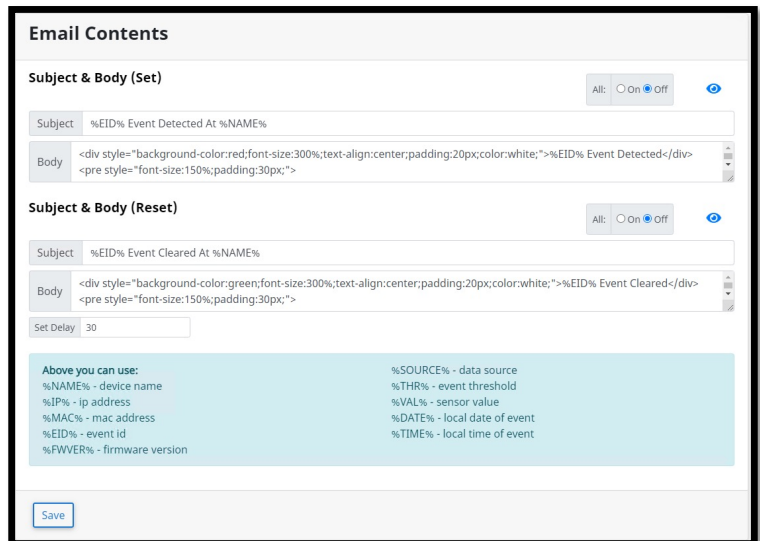 Email Contents
Subject & Body (Set)
All: On Off
Subject %EID% Event Detected At %NAME%
Body <div style="background-color:red;font-size:300%;text-align:center;padding:20px;color:white;">%EID% Event Detected</div>
<pre style="font-size:150%;padding:30px;">
Subject & Body (Reset)
All: On Off
Subject %EID% Event Cleared At %NAME%
Body <div style="background-color:green;font-size:300%;text-align:center;padding:20px;color:white;">%EID% Event Cleared</div>
<pre style="font-size:150%;padding:30px;">
Set Delay 30
Above you can use:
%NAME% - device name
%IP% - ip address
%MAC% - mac address
%EID% - event id
%FWVER% - firmware version
%SOURCE% - data source
%THR% - event threshold
%VAL% - sensor value
%DATE% - local date of event
%TIME% - local time of event
Save